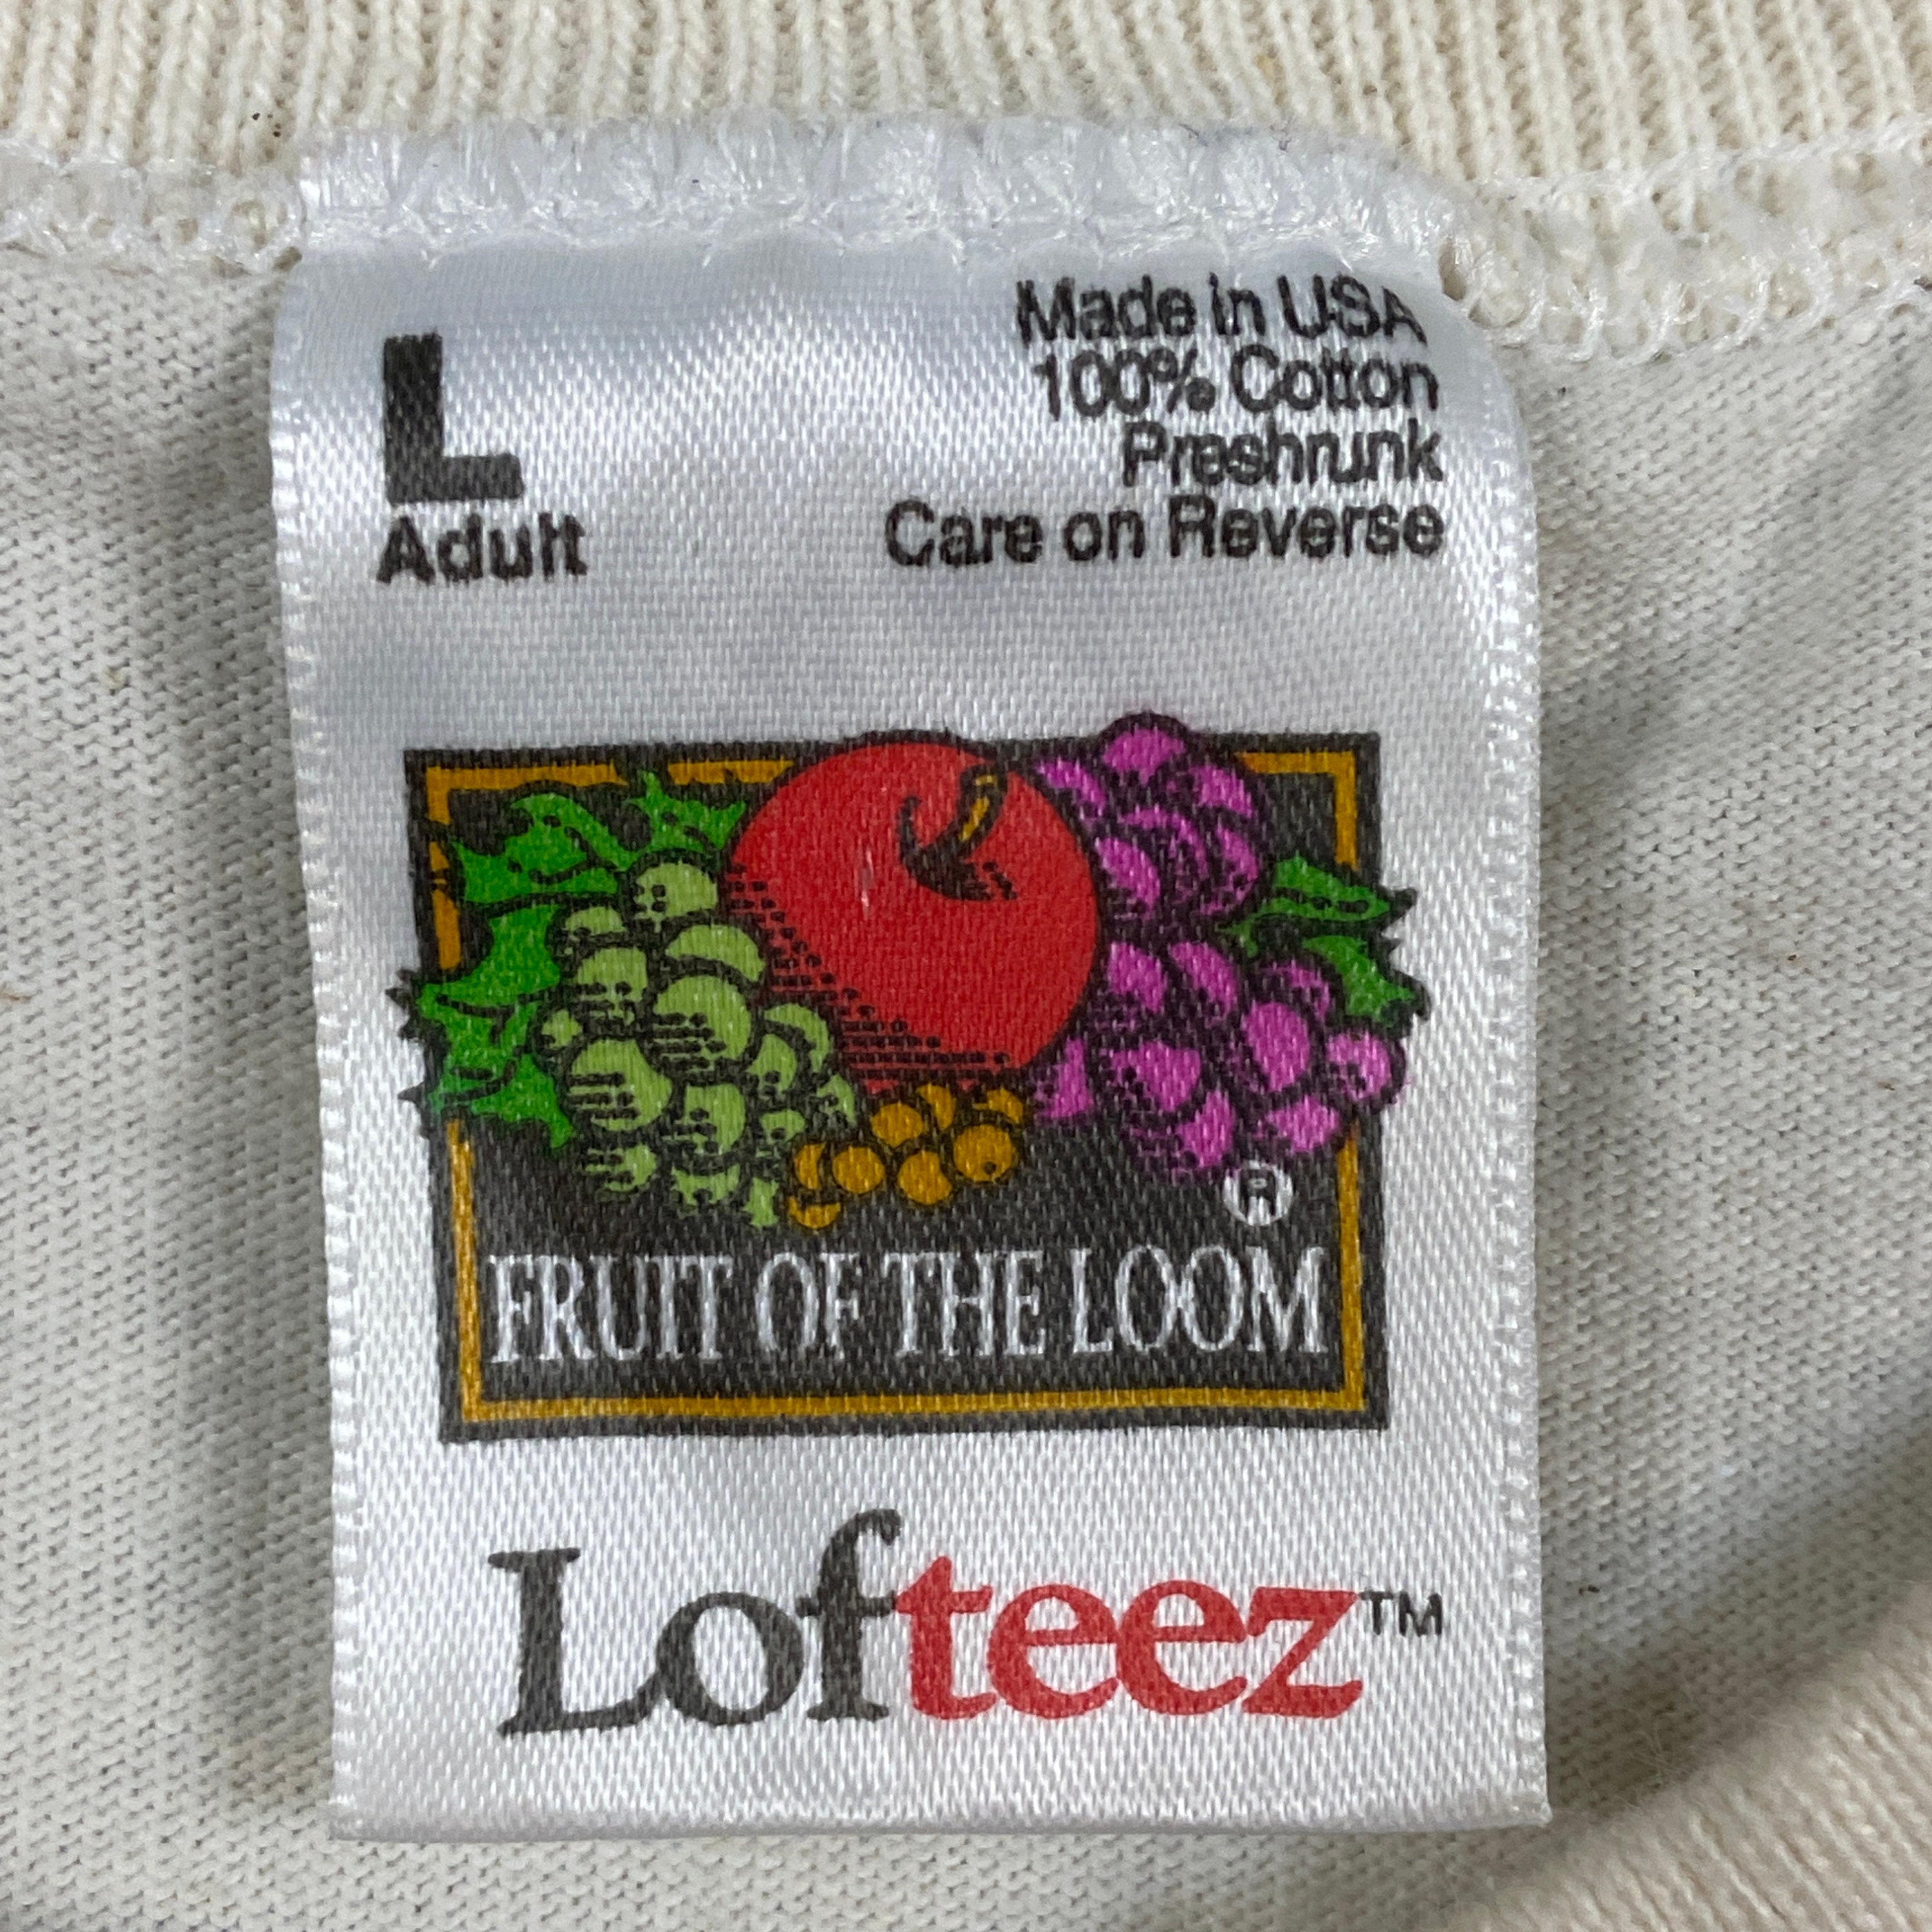 L
Adult
Made in USA
100% Cotton
Preshrunk
Care on Reverse
®
FRUIT OF THE LOOM
Lofteez™